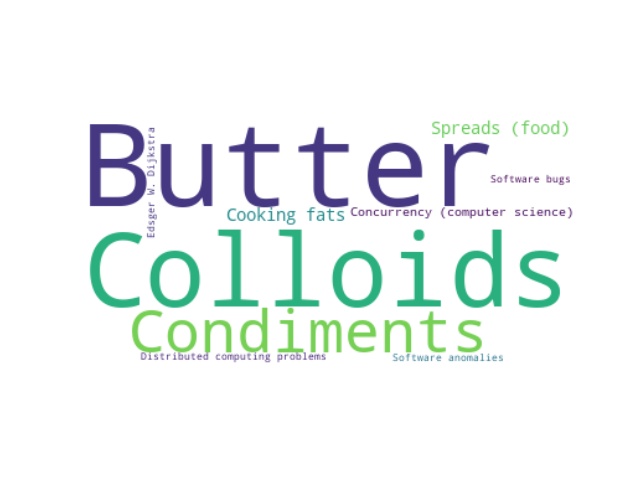 Butter
Spreads (food)
Edsger W. Dijkstra
Software bugs
Cooking fats
Concurrency (computer science)
Colloids
Condiments
Distributed computing problems
Software anomalies